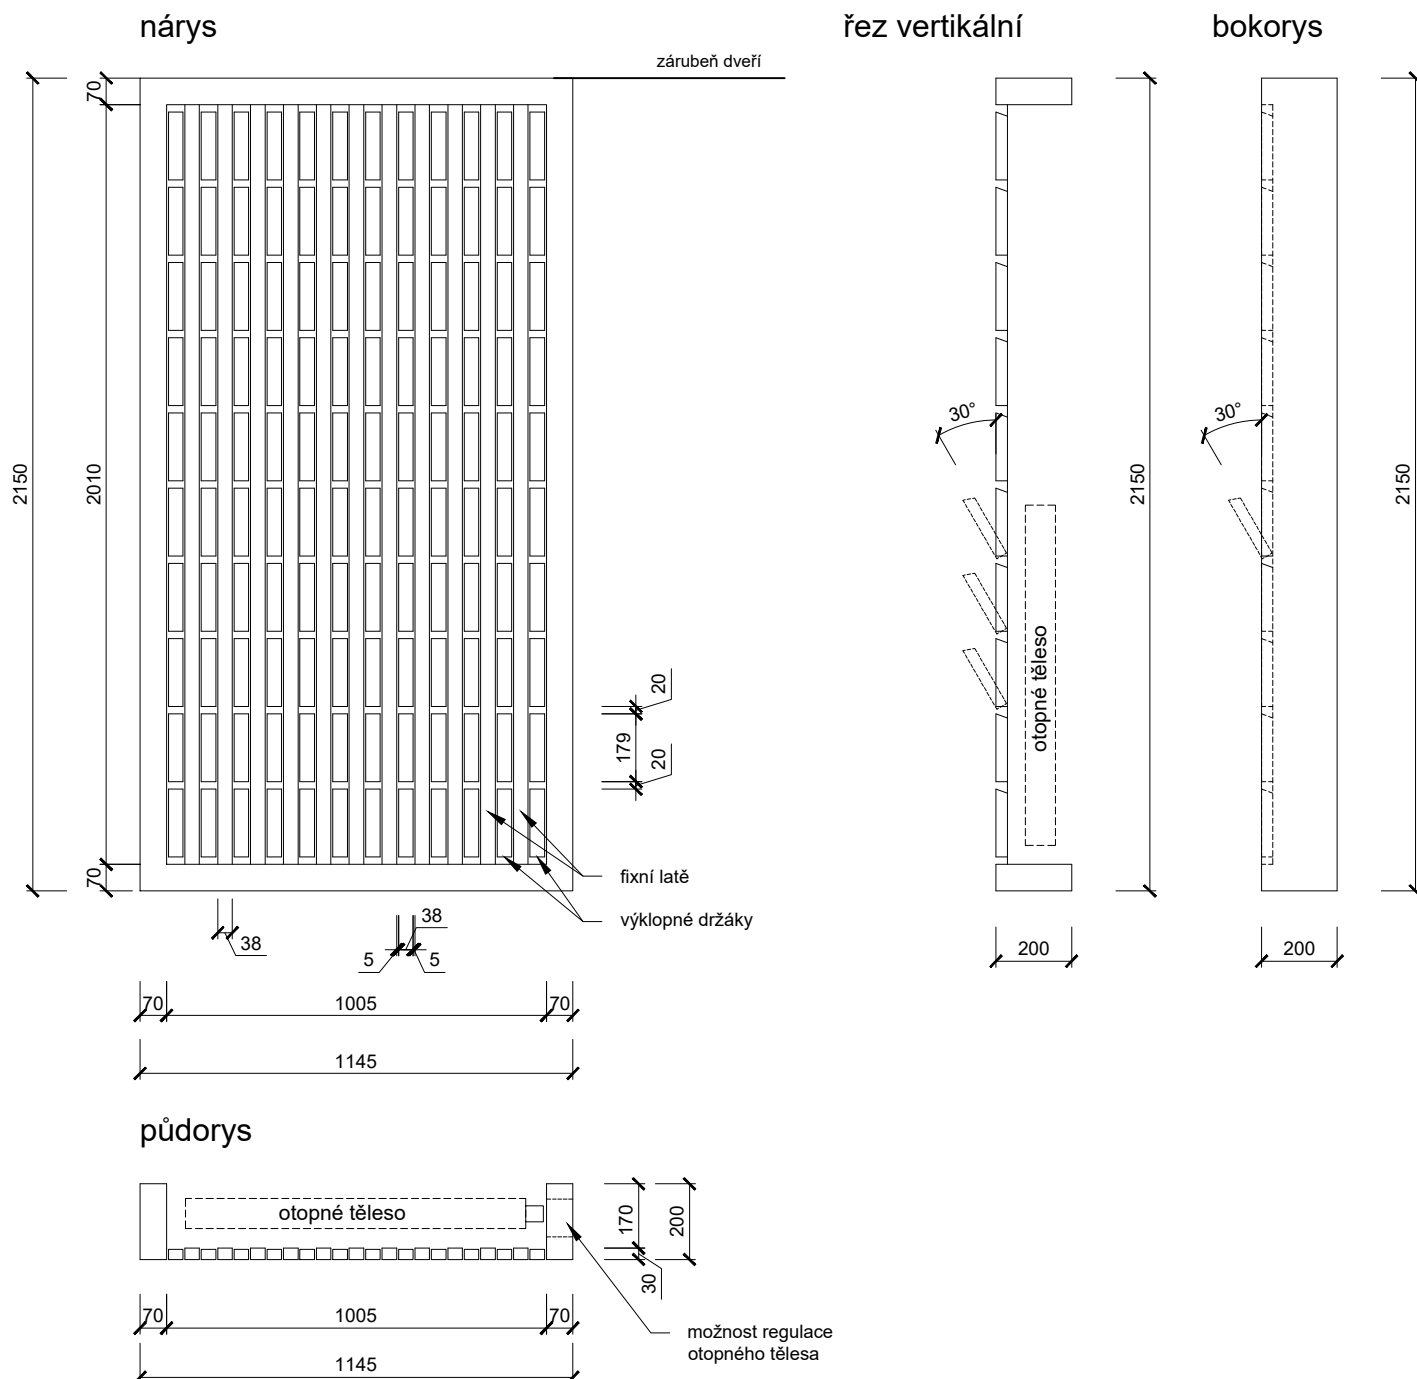 nárys
řez vertikální
bokorys
zárubeň dveří
70
2010
70
2150
20
179
20
fixní latě
výklopné držáky
38
5
38
5
70
1005
70
1145
30°
otopné těleso
2150
200
30°
2150
200
půdorys
otopné těleso
170
200
30
70
1005
70
1145
možnost regulace
otopného tělesa